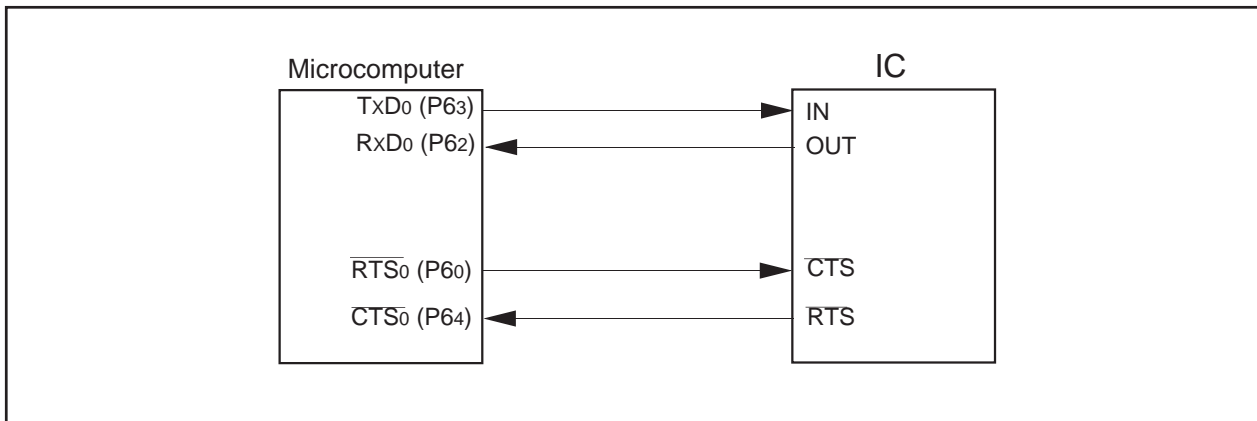 Microcomputer
TxD0 (P63)
RxD0 (P62)
RTS0 (P60)
CTS0 (P64)
IC
IN
OUT
CTS
RTS